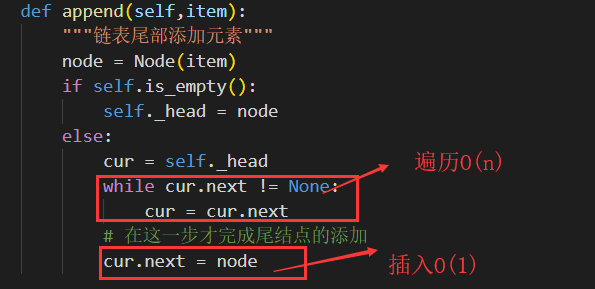 def append(self,item):
"""链表尾部添加元素"""
node = Node(item)
if self.is_empty():
self._head = node
else:
cur = self._head
while cur.next != None:
遍历O(n)
cur = cur.next
# 在这一步才完成尾结点的添加
cur.next = node
插入O(1)